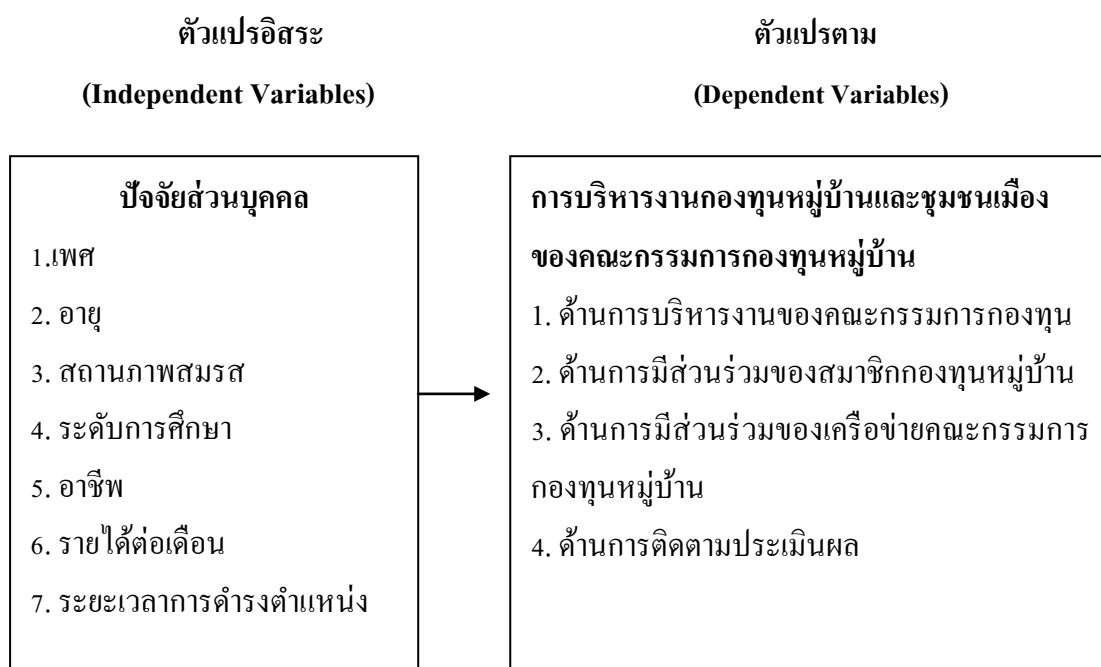 ตัวแปรอิสระ
(Independent Variables)
ปัจจัยส่วนบุคคล
1.เพศ
2. อายุ
3. สถานภาพสมรส
4. ระดับการศึกษา
5. อาชีพ
6. รายได้ต่อเดือน
7. ระยะเวลาการดำรงตำแหน่ง
ตัวแปรตาม
(Dependent Variables)
การบริหารงานกองทุนหมู่บ้านและชุมชนเมือง
ของคณะกรรมการกองทุนหมู่บ้าน
1. ด้านการบริหารงานของคณะกรรมการกองทุน
2. ด้านการมีส่วนร่วมของสมาชิกกองทุนหมู่บ้าน
3. ด้านการมีส่วนร่วมของเครือข่ายคณะกรรมการ
กองทุนหมู่บ้าน
4. ด้านการติดตามประเมินผล